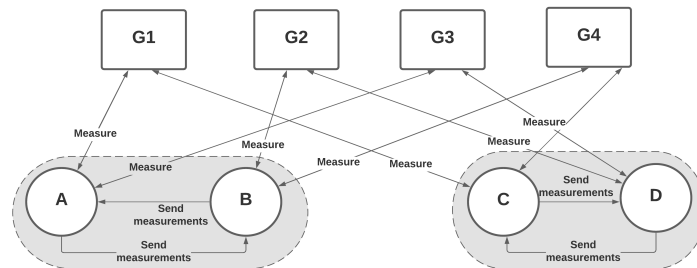 G1
G2
G3
G4
Measure
Measure
Measure
Measure
Measure
Measure
Measure
A
B
C
D
Send
measurements
Send
measurements
Send
measurements
Send
measurements